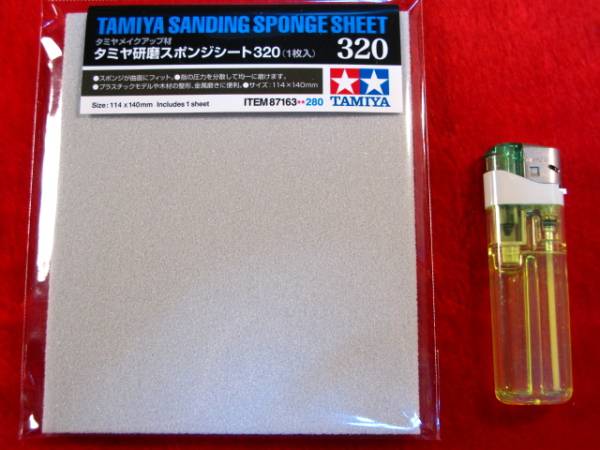 TAMIYA SANDING SPONGE SHEET
タミヤメイクアップ材
タミヤ研磨スポンジシート320(1枚入) 320
●スポンジが曲面にフィット。●指の圧力を分散して均一に磨けます。
●プラスチックモデルや木材の整形、金属磨きに便利。●サイズ:114×140mm
Size:114x140mm Includes 1 sheet ITEM 87163**280 TAMIYA